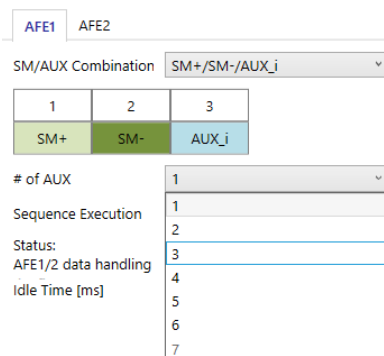 AFE1 AFE2
SM/AUX Combination SM+/SM-/AUX_i
1 2 3
SM+ SM- AUX_i
# of AUX 1
1
Sequence Execution
2
Status:
3
AFE1/2 data handling
4
Idle Time [ms]
5
6
7